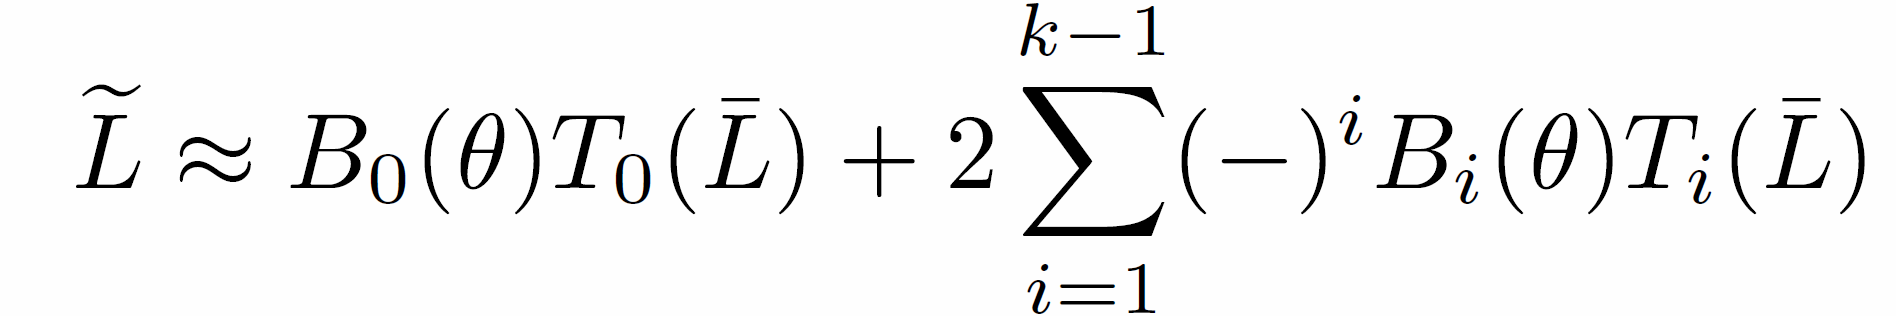 $\widetilde{L} \approx B_0(\theta)T_0(\bar{L}) + 2\sum_{i=1}^{k-1}(-)^i B_i(\theta)T_i(\bar{L})$